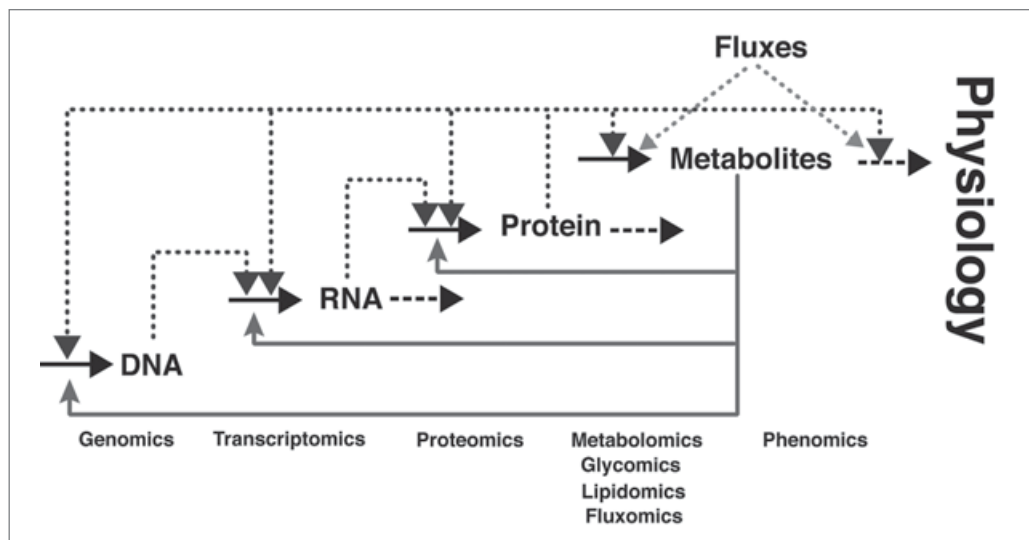 Fluxes
Physiology
Metabolites
Protein
RNA
DNA
Genomics Transcriptomics Proteomics Metabolomics Phenomics
Glycomics
Lipidomics
Fluxomics